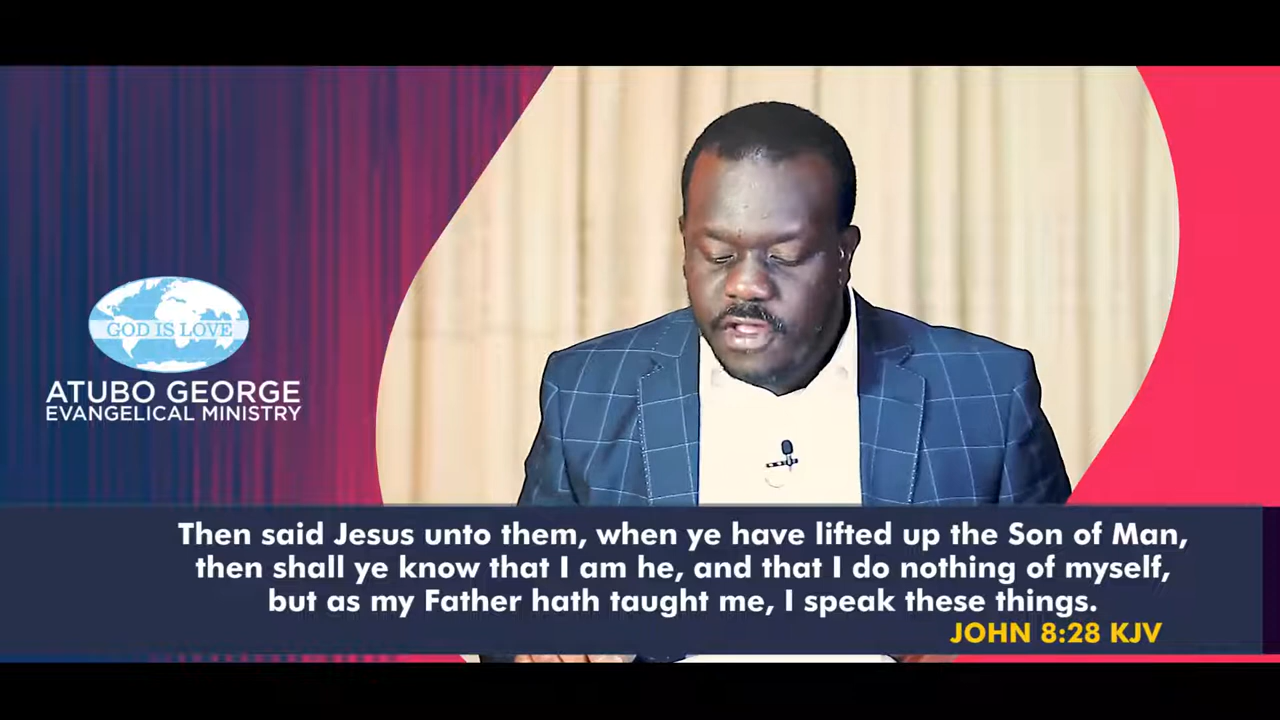 GOD IS LOVE
ATUBO GEORGE
EVANGELICAL MINISTRY
Then said Jesus unto them, when ye have lifted up the Son of Man,
then shall ye know that I am he, and that I do nothing of myself,
but as my Father hath taught me, I speak these things.
JOHN 8:28 KJV